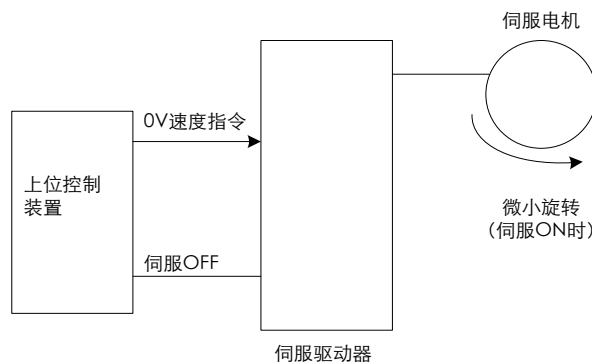 伺服电机
0V速度指令
上位控制
装置
微小旋转
（伺服ON时）
伺服OFF
伺服驱动器